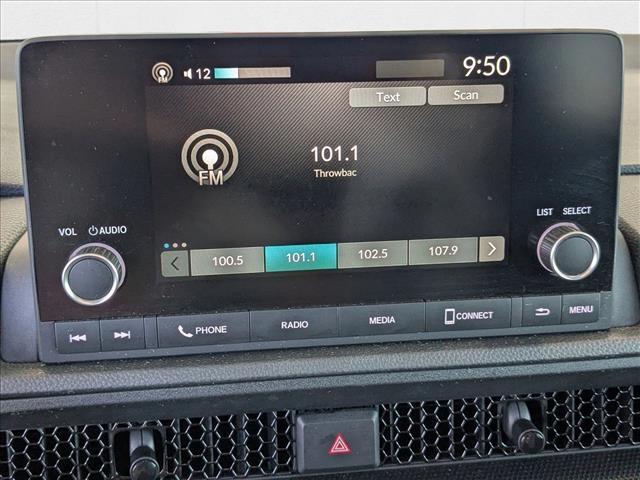 FM 12 9:50
Text Scan
101.1
FM
Throwbac
LIST SELECT
VOL AUDIO
100.5 101.1 102.5 107.9
PHONE RADIO MEDIA CONNECT MENU